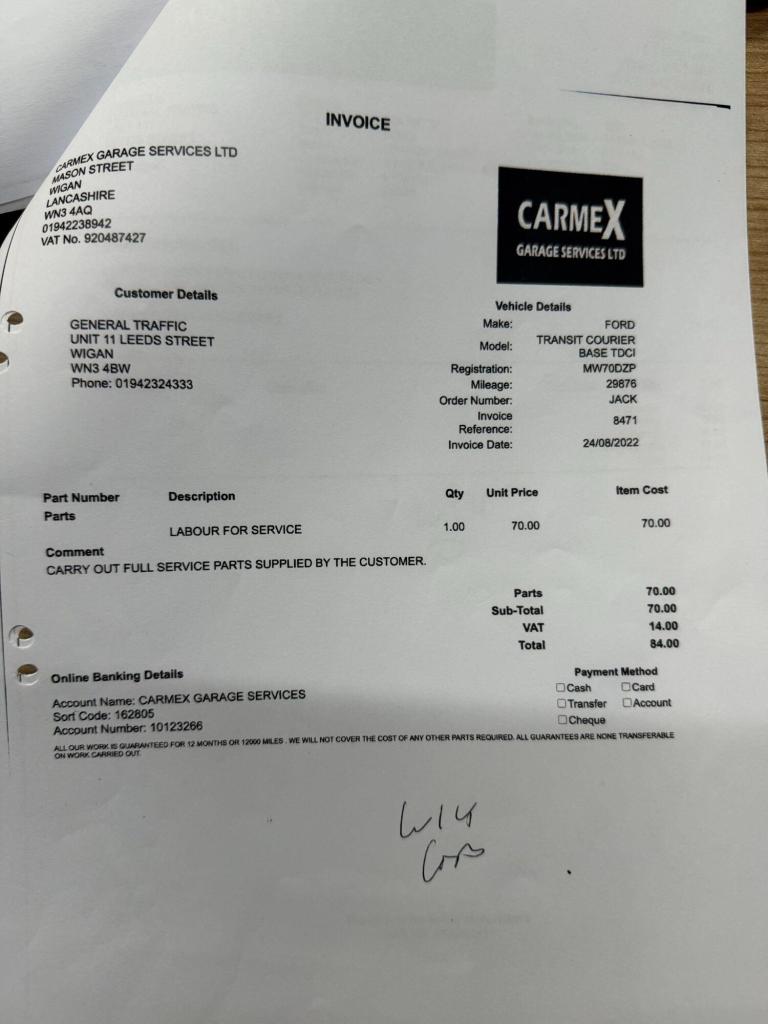 INVOICE
CARMEX GARAGE SERVICES LTD
MASON STREET
WIGAN
LANCASHIRE
WN3 4AQ
01942238942
VAT No. 920487427
CARMEX
GARAGE SERVICES LTD
Customer Details
GENERAL TRAFFIC
UNIT 11 LEEDS STREET
WIGAN
WN3 4BW
Phone: 01942324333
Vehicle Details
Make: FORD
Model: TRANSIT COURIER
BASE TDCI
Registration: MW70DZP
Mileage: 29876
Order Number: JACK
Invoice
Reference: 8471
Invoice Date: 24/08/2022
Part Number Description Qty Unit Price Item Cost
Parts
LABOUR FOR SERVICE 1.00 70.00 70.00
Comment
CARRY OUT FULL SERVICE PARTS SUPPLIED BY THE CUSTOMER.
Parts 70.00
Sub-Total 70.00
VAT 14.00
Total 84.00
Online Banking Details
Account Name: CARMEX GARAGE SERVICES
Sort Code: 162805
Account Number: 10123266
Payment Method
Cash Card
Transfer Account
Cheque
ALL OUR WORK IS GUARANTEED FOR 12 MONTHS OR 12000 MILES . WE WILL NOT COVER THE COST OF ANY OTHER PARTS REQUIRED. ALL GUARANTEES ARE NONE TRANSFERABLE
ON WORK CARRIED OUT.